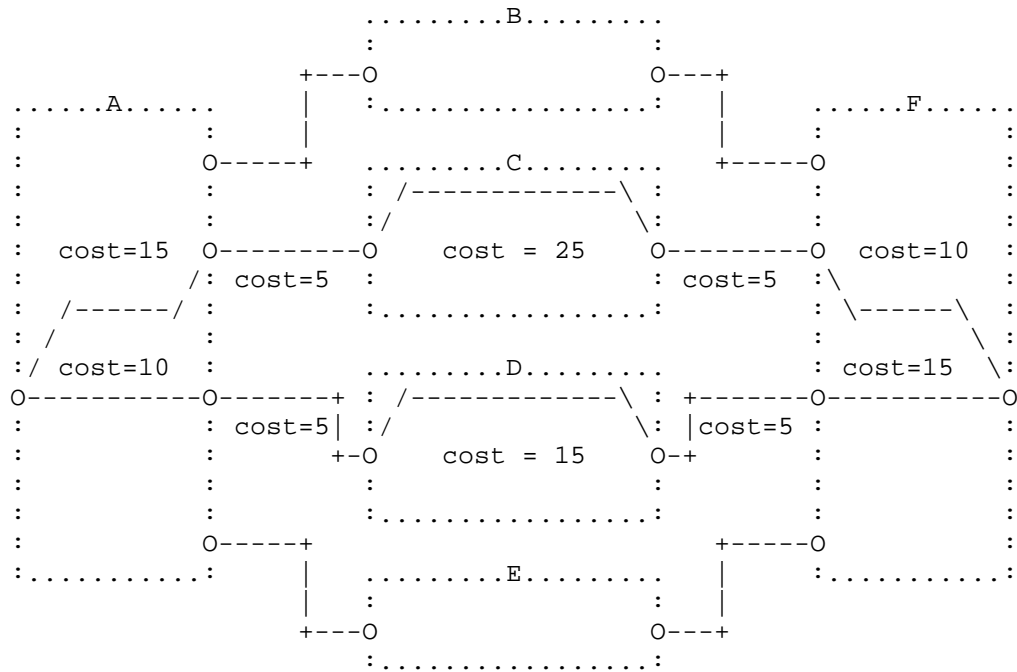 B
A F
C
cost=15 cost = 25 cost=10
cost=5 cost=5
cost=10 D cost=15
cost=5 cost=5
cost = 15
E